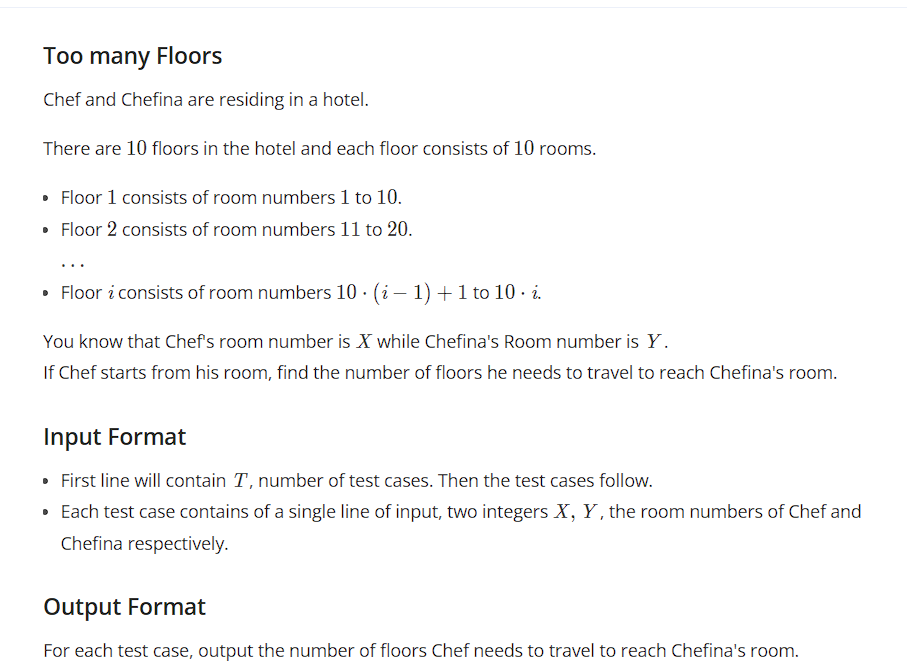 Too many Floors
Chef and Chefina are residing in a hotel.
There are 10 floors in the hotel and each floor consists of 10 rooms.
• Floor 1 consists of room numbers 1 to 10.
• Floor 2 consists of room numbers 11 to 20.
...
• Floor i consists of room numbers 10 · (i − 1) + 1 to 10 · i.
You know that Chef's room number is X while Chefina's Room number is Y.
If Chef starts from his room, find the number of floors he needs to travel to reach Chefina's room.
Input Format
• First line will contain T, number of test cases. Then the test cases follow.
• Each test case contains of a single line of input, two integers X, Y, the room numbers of Chef and
Chefina respectively.
Output Format
For each test case, output the number of floors Chef needs to travel to reach Chefina's room.